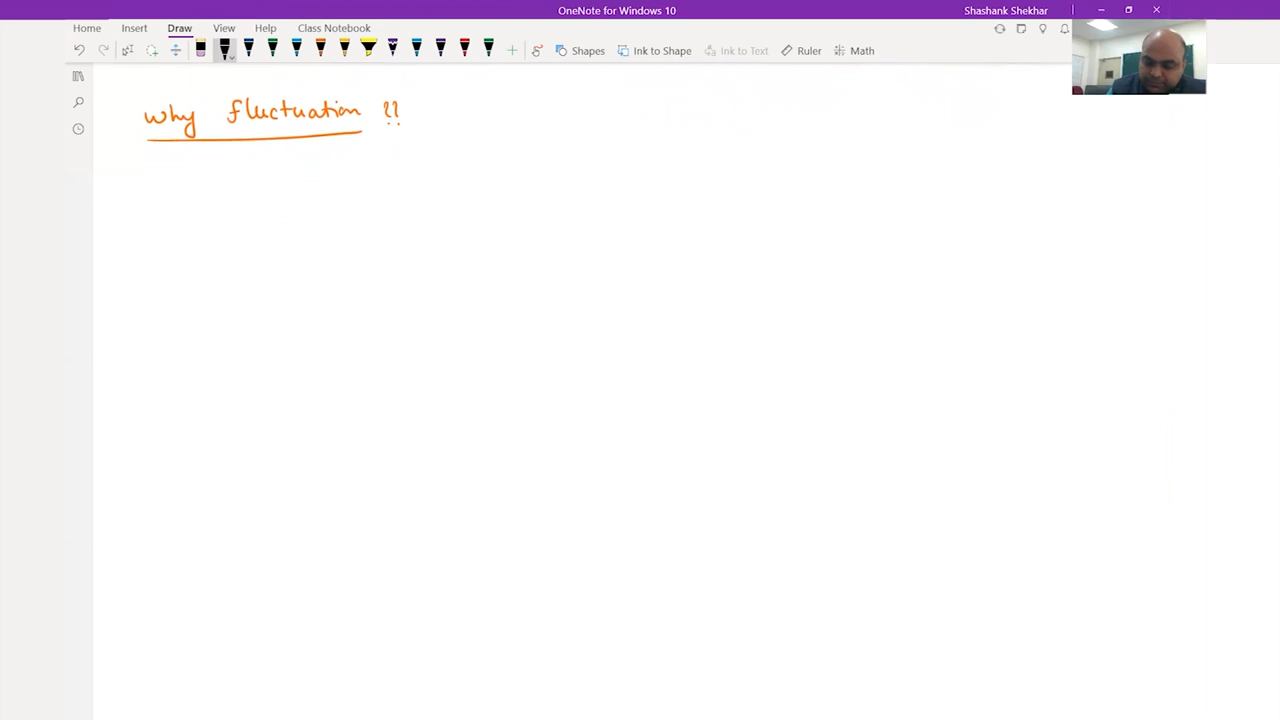 OneNote for Windows 10
Shashank Shekhar
Home Insert Draw View Help Class Notebook
Shapes Ink to Shape Ink to Text Ruler Math
why fluctuation ??